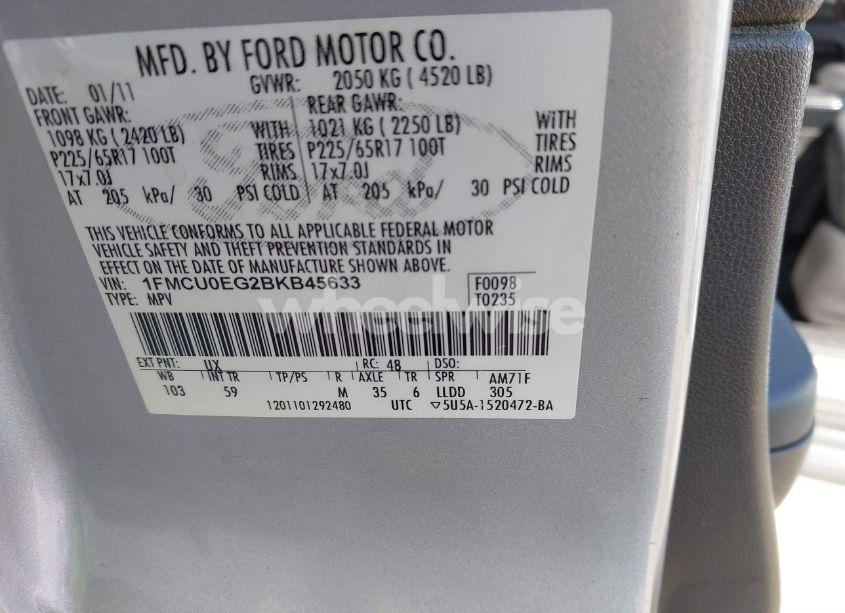 MFD. BY FORD MOTOR CO.
DATE: 01/11 GVWR: 2050 KG ( 4520 LB)
FRONT GAWR: REAR GAWR:
1098 KG ( 2420 LB) WITH 1021 KG ( 2250 LB) WITH
P225/65R17 100T TIRES P225/65R17 100T TIRES
17x7.0J RIMS 17x7.0J RIMS
AT 205 kPa/ 30 PSI COLD AT 205 kPa/ 30 PSI COLD
Ford
THIS VEHICLE CONFORMS TO ALL APPLICABLE FEDERAL MOTOR
VEHICLE SAFETY AND THEFT PREVENTION STANDARDS IN
EFFECT ON THE DATE OF MANUFACTURE SHOWN ABOVE.
VIN: 1FMCU0EG2BKB45633 F0098
TYPE: MPV T0235
wheelwise
EXT PNT: UX RC: 48 DSO:
WB INT TR TP/PS R AXLE TR SPR AM71F
103 59 M 35 6 LLDD 305
1201101292480 UTC ▽5U5A-1520472-BA